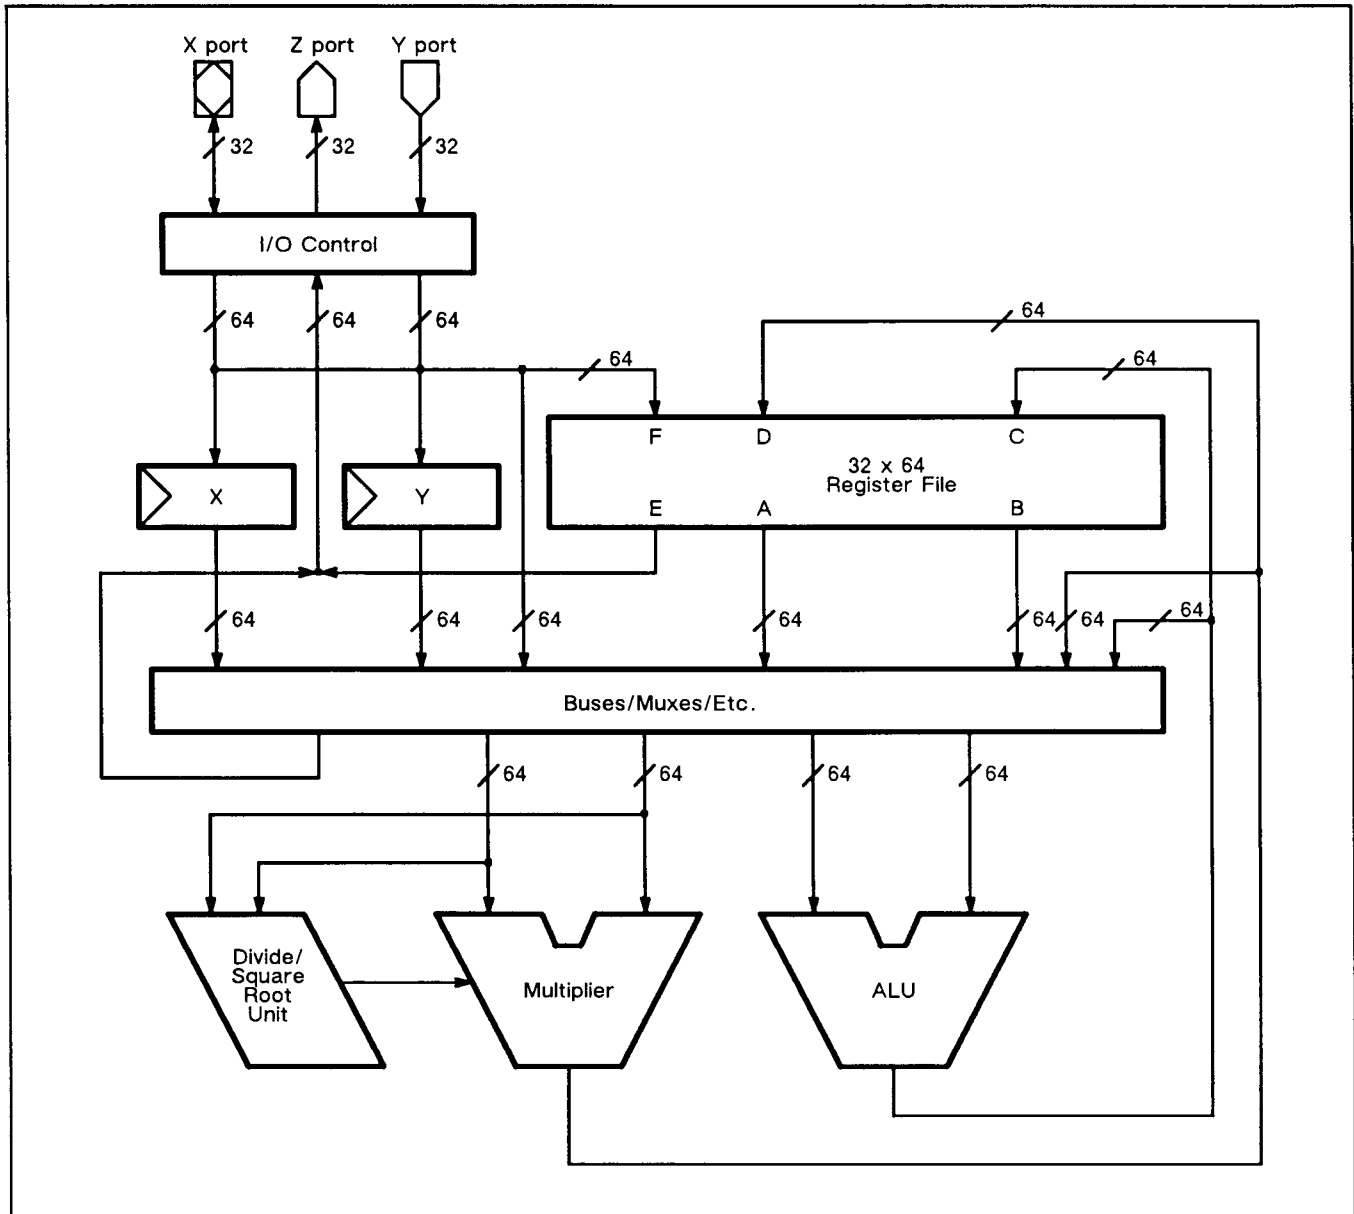 X port Z port Y port
32 32 32
I/O Control
64 64 64
64
64
64
F D C
32 x 64
Register File
X Y
E A B
64 64 64 64 64 64 64
Buses/Muxes/Etc.
64 64 64 64
Divide/
Square
Root
Unit
Multiplier
ALU